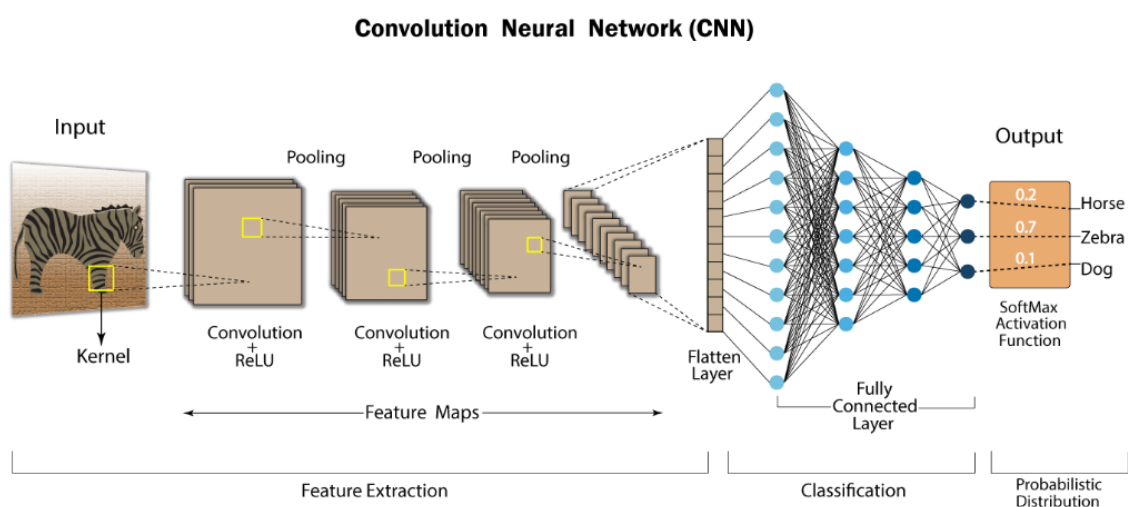 Convolution Neural Network (CNN)
Input
Kernel
Pooling
Pooling
Pooling
Convolution
+
ReLU
Convolution
+
ReLU
Convolution
+
ReLU
Feature Maps
Flatten
Layer
Fully
Connected
Layer
Output
0.2
Horse
0.7
Zebra
0.1
Dog
SoftMax
Activation
Function
Feature Extraction
Classification
Probabilistic
Distribution